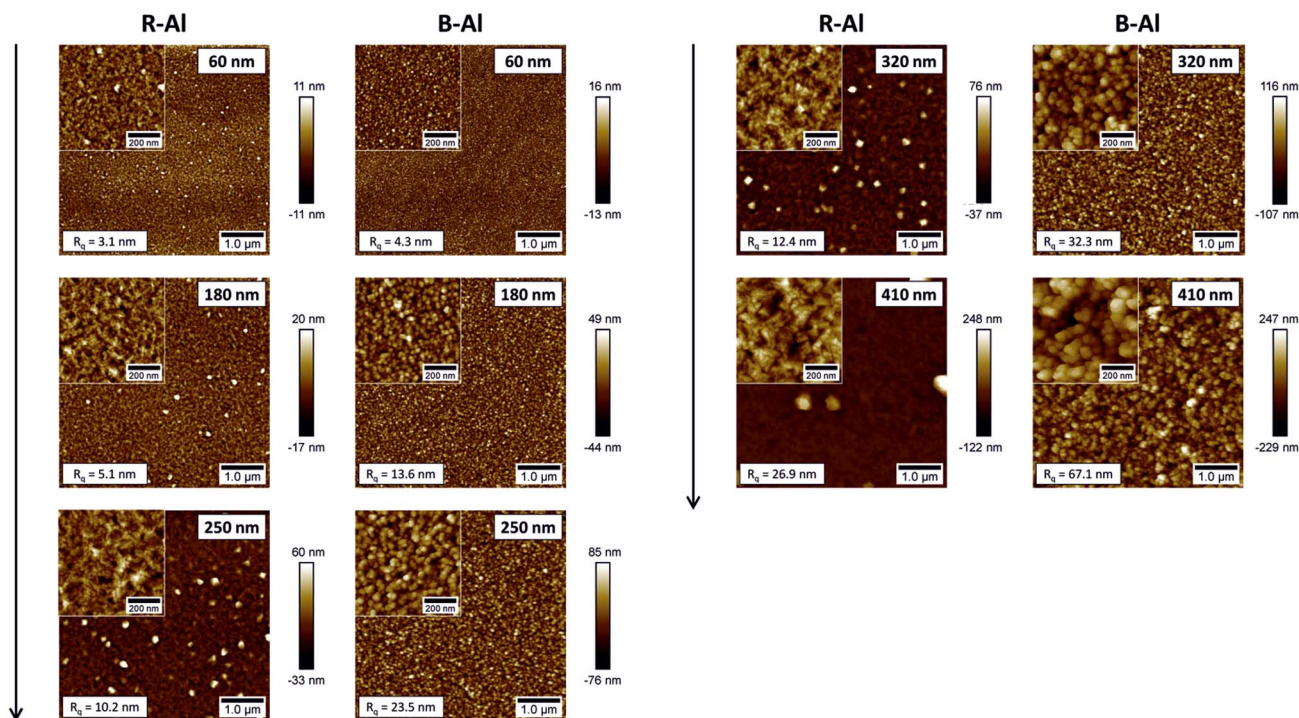 R-Al
B-Al
60 nm
200 nm
R_q = 3.1 nm
1.0 µm
11 nm
-11 nm
60 nm
200 nm
R_q = 4.3 nm
1.0 µm
16 nm
-13 nm
180 nm
200 nm
R_q = 5.1 nm
1.0 µm
20 nm
-17 nm
180 nm
200 nm
R_q = 13.6 nm
1.0 µm
49 nm
-44 nm
250 nm
200 nm
R_q = 10.2 nm
1.0 µm
60 nm
-33 nm
250 nm
200 nm
R_q = 23.5 nm
1.0 µm
85 nm
-76 nm
R-Al
B-Al
320 nm
200 nm
R_q = 12.4 nm
1.0 µm
76 nm
-37 nm
320 nm
200 nm
R_q = 32.3 nm
1.0 µm
116 nm
-107 nm
410 nm
200 nm
R_q = 26.9 nm
1.0 µm
248 nm
-122 nm
410 nm
200 nm
R_q = 67.1 nm
1.0 µm
247 nm
-229 nm